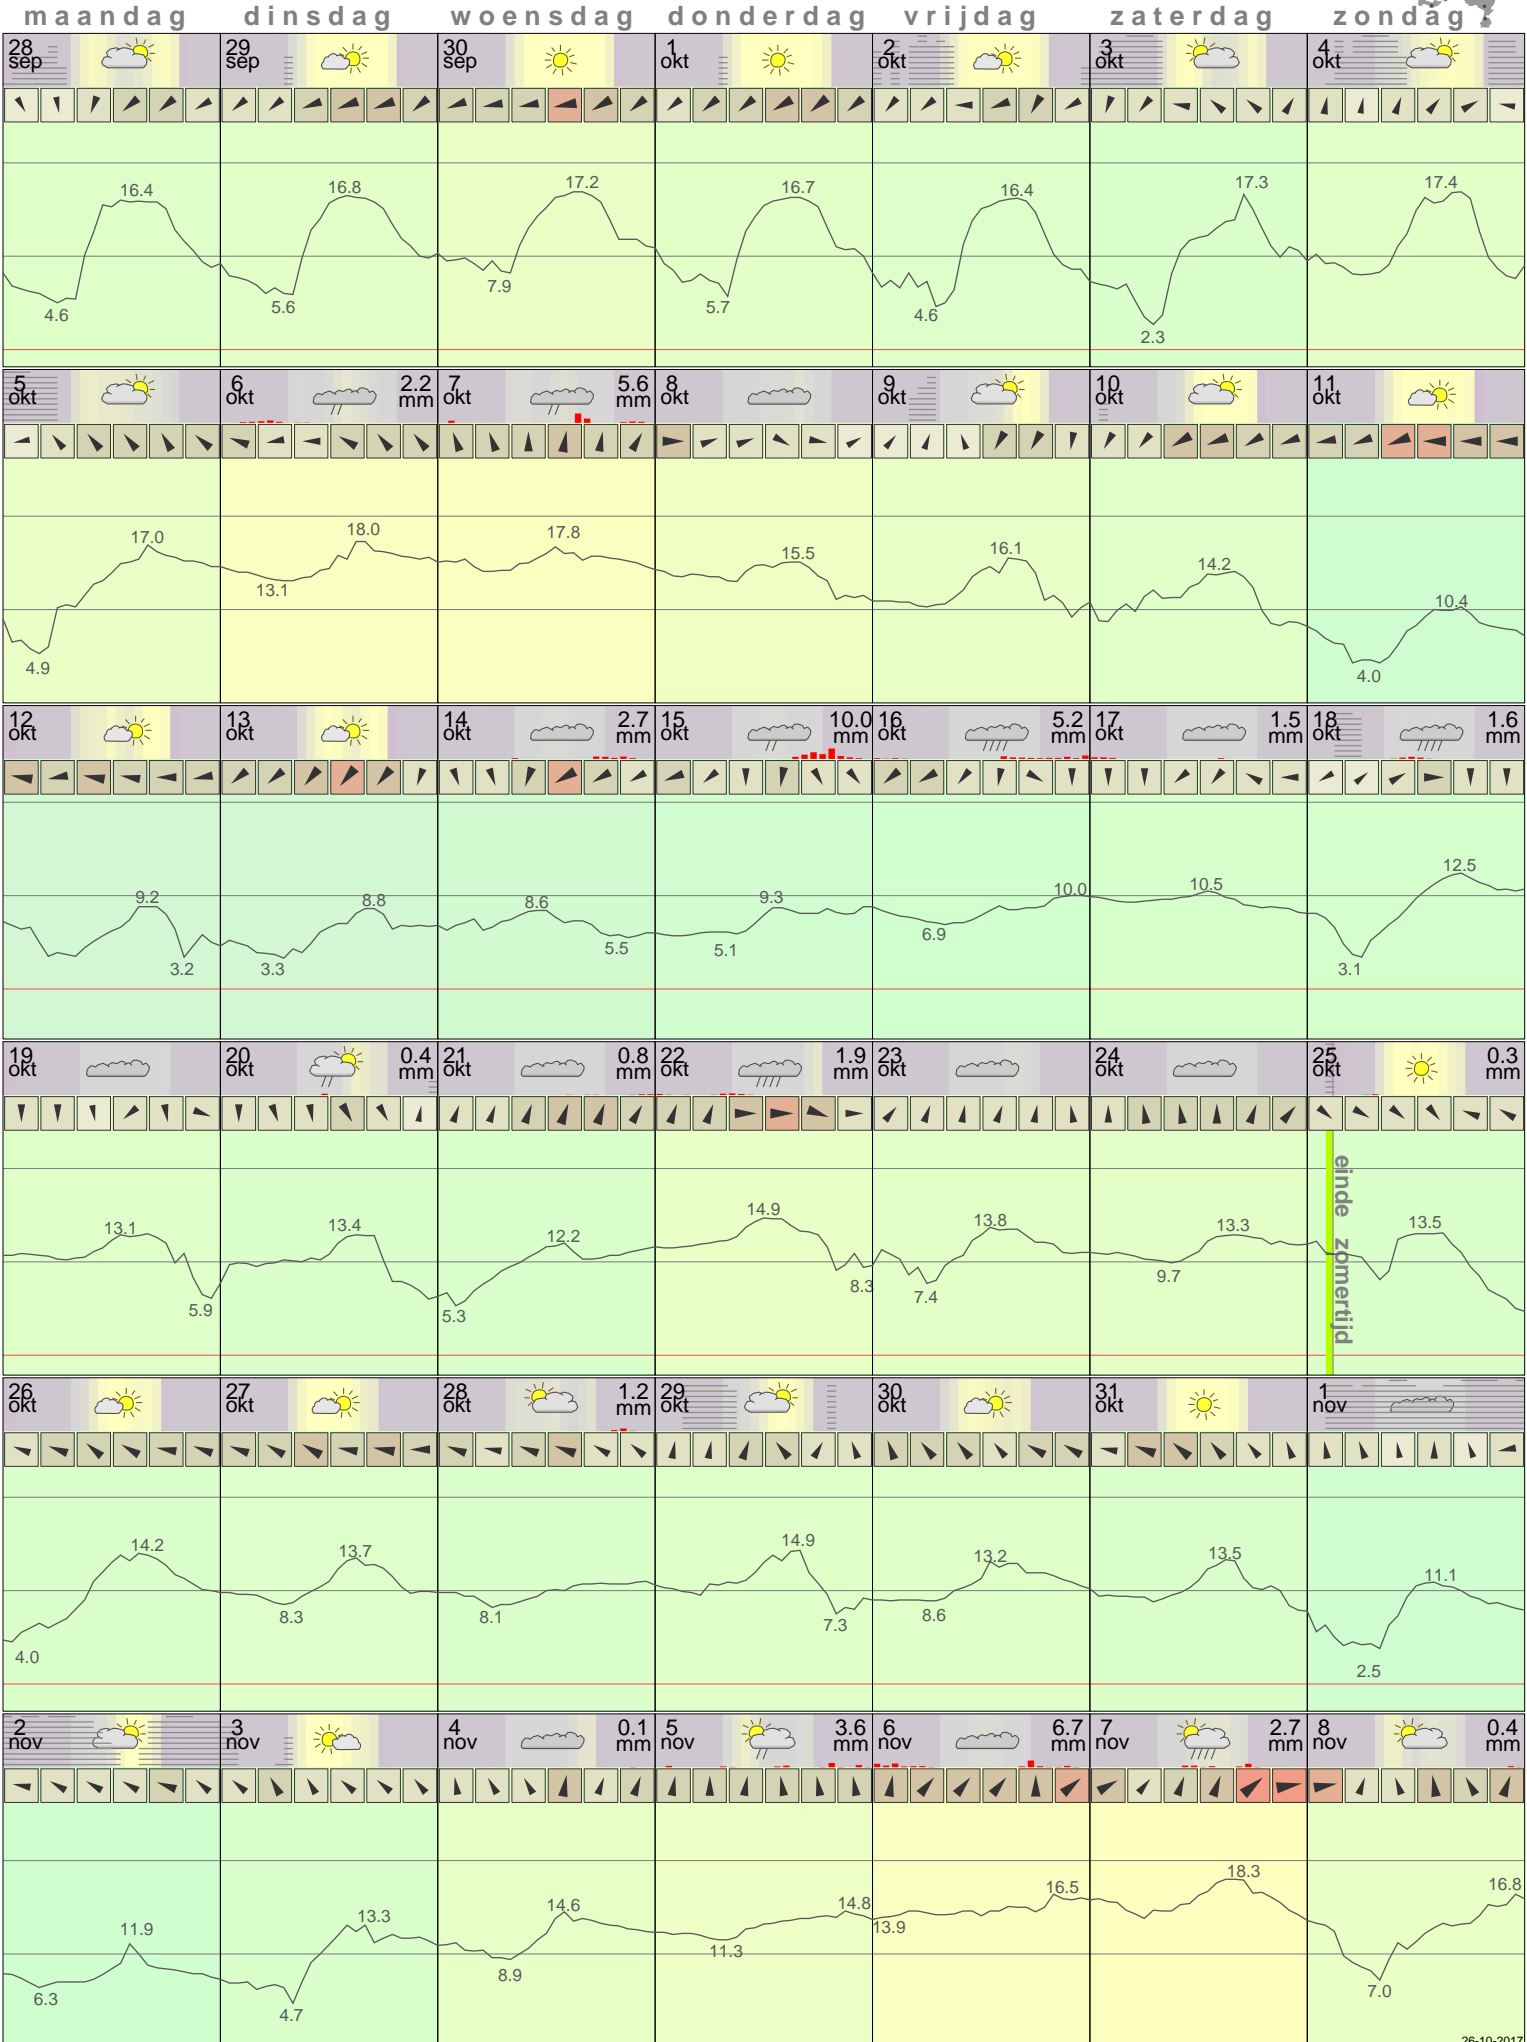 maandag dinsdag woensdag donderdag vrijdag zaterdag zondag
28 29 30 1 2 3 4
sep sep sep okt okt okt okt
16.4 16.8 17.2 16.7 16.4 17.3 17.4
4.6 5.6 7.9 5.7 4.6 2.3
5 6 2.2 7 5.6 8 9 10 11
okt okt mm okt mm okt okt okt okt
17.0 18.0 17.8 15.5 16.1 14.2 10.4
4.9 13.1 4.0
12 13 14 2.7 15 10.0 16 5.2 17 1.5 18 1.6
okt okt okt mm okt mm okt mm okt mm okt mm
9.2 8.8 8.6 9.3 10.0 10.5 12.5
3.2 3.3 5.5 5.1 6.9 3.1
19 20 0.4 21 0.8 22 1.9 23 24 25 0.3
okt okt mm okt mm okt mm okt okt okt mm
einde zomertijd
13.1 13.4 12.2 14.9 13.8 13.3 13.5
5.9 5.3 8.3 7.4 9.7
26 27 28 1.2 29 30 31 1
okt okt okt mm okt okt okt nov
14.2 13.7 14.9 13.2 13.5 11.1
4.0 8.3 8.1 7.3 8.6 2.5
2 3 4 0.1 5 3.6 6 6.7 7 2.7 8 0.4
nov nov nov mm nov mm nov mm nov mm nov mm
11.9 13.3 14.6 14.8 16.5 18.3 16.8
6.3 4.7 8.9 11.3 13.9 7.0
26-10-2017